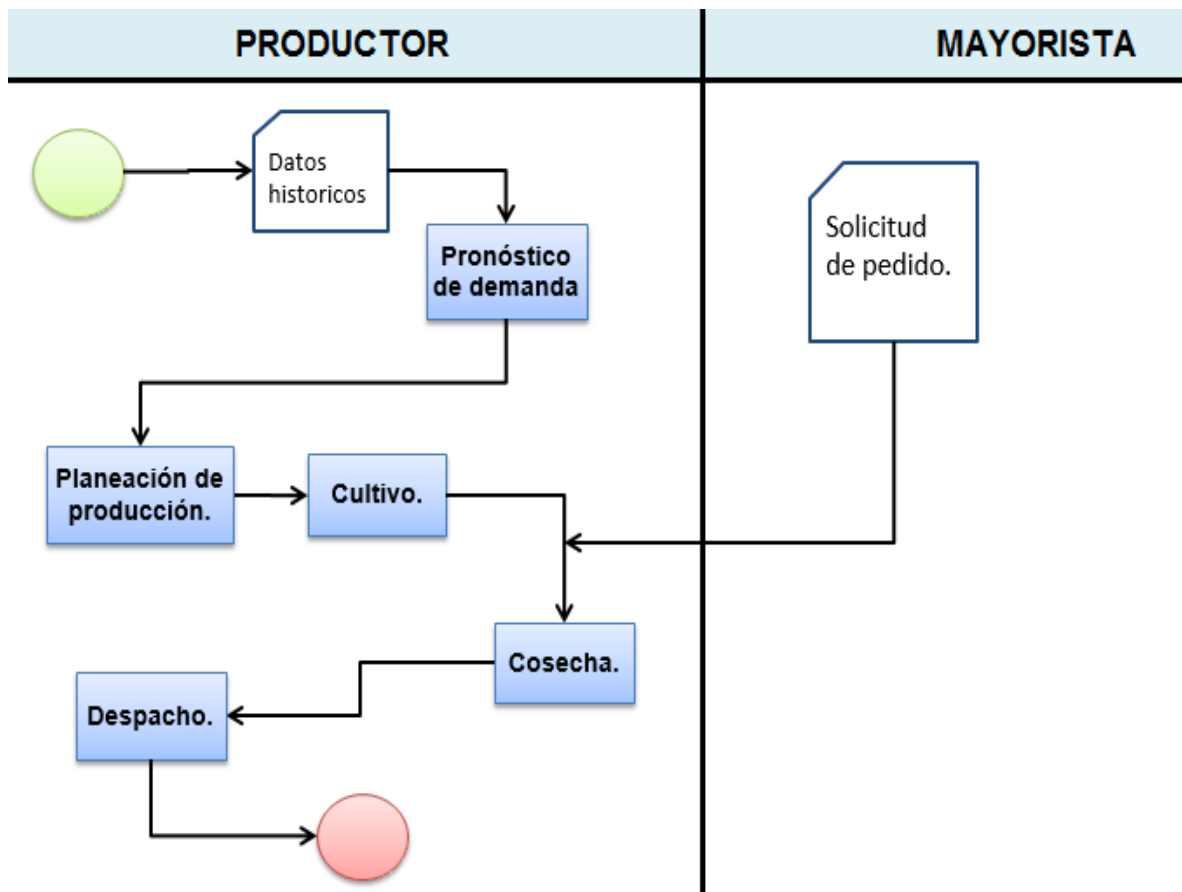 PRODUCTOR
MAYORISTA
Datos
historicos
Solicitud
de pedido.
Pronóstico
de demanda
Planeación de
producción.
Cultivo.
Cosecha.
Despacho.